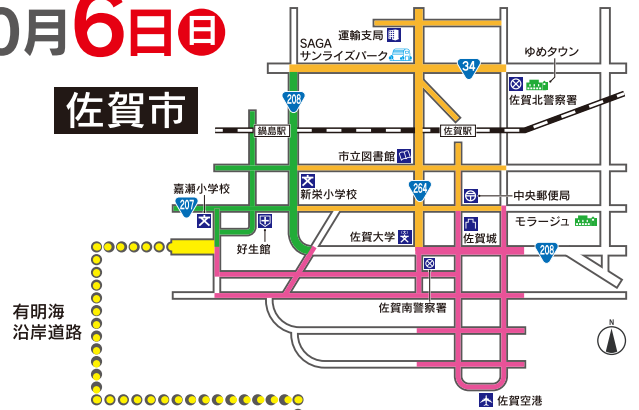 0月6日日
佐賀市
運輸支局
SAGA
サンライズパーク
34
ゆめタウン
佐賀北警察署
208
鍋島駅
佐賀駅
市立図書館
嘉瀬小学校
新栄小学校
264
中央郵便局
207
モラージュ
好生館
佐賀大学
佐賀城
208
佐賀南警察署
有明海
沿岸道路
N
佐賀空港